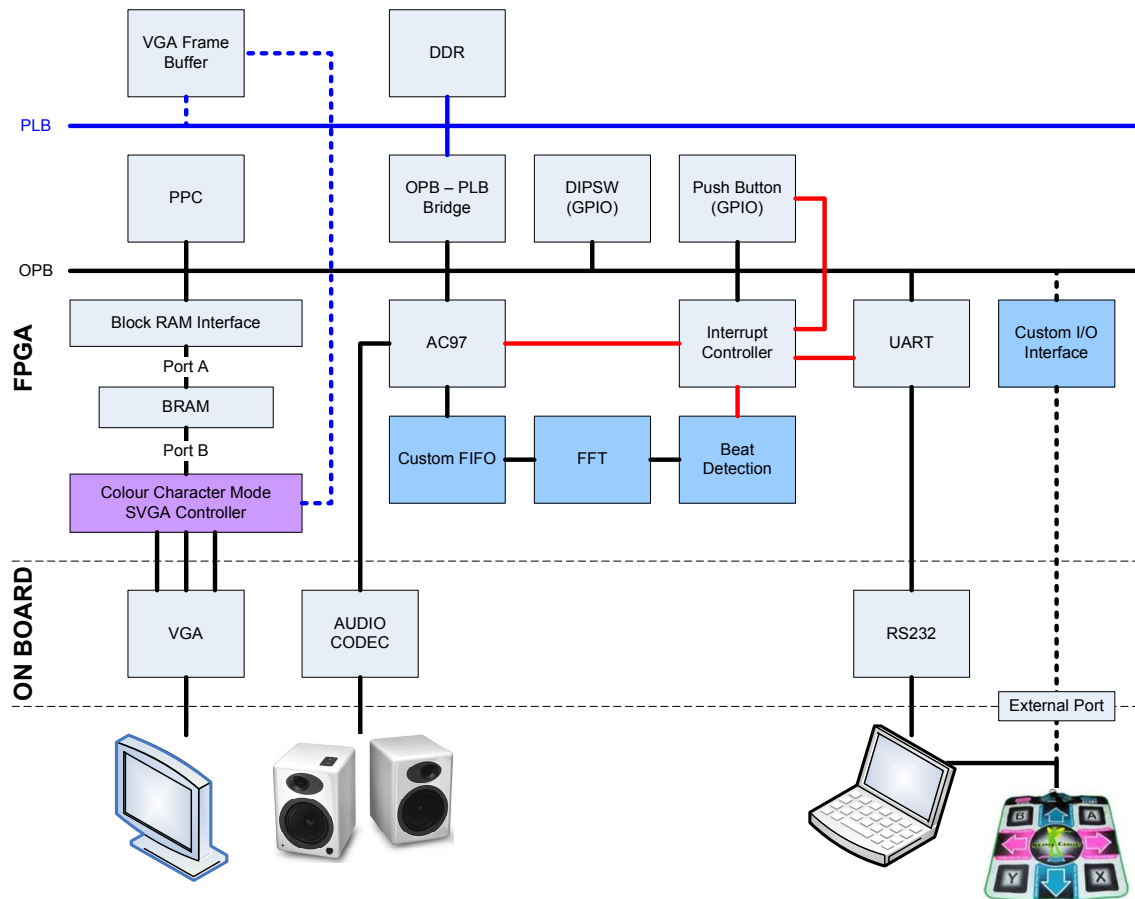 VGA Frame
Buffer
DDR
PLB
PPC
OPB – PLB
Bridge
DIPSW
(GPIO)
Push Button
(GPIO)
OPB
FPGA
Block RAM Interface
Port A
BRAM
Port B
Colour Character Mode
SVGA Controller
AC97
Interrupt
Controller
UART
Custom I/O
Interface
Custom FIFO
FFT
Beat
Detection
ON BOARD
VGA
AUDIO
CODEC
RS232
External Port
B
A
Y
X